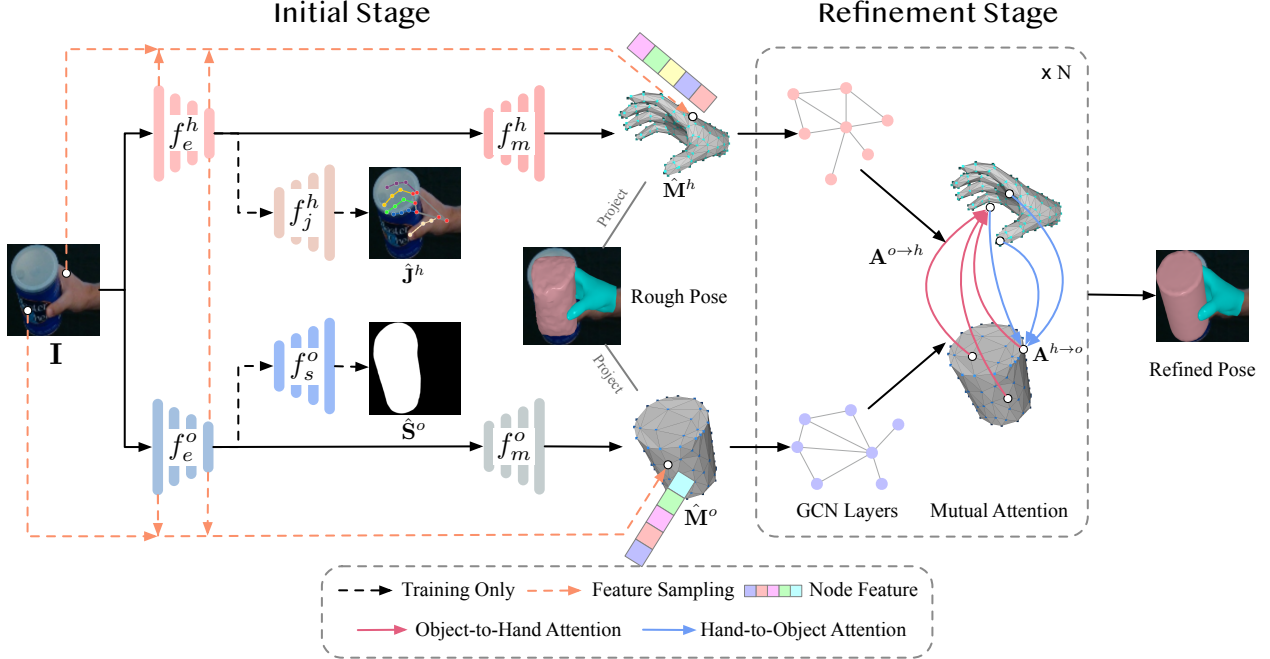 Initial Stage
Refinement Stage
x N
f_e^h
f_m^h
f_j^h
M̂^h
Project
Ĵ^h
A^{o→h}
I
Rough Pose
f_s^o
Ŝ^o
Project
A^{h→o}
Refined Pose
f_e^o
f_m^o
M̂^o
GCN Layers
Mutual Attention
Training Only
Feature Sampling
Node Feature
Object-to-Hand Attention
Hand-to-Object Attention